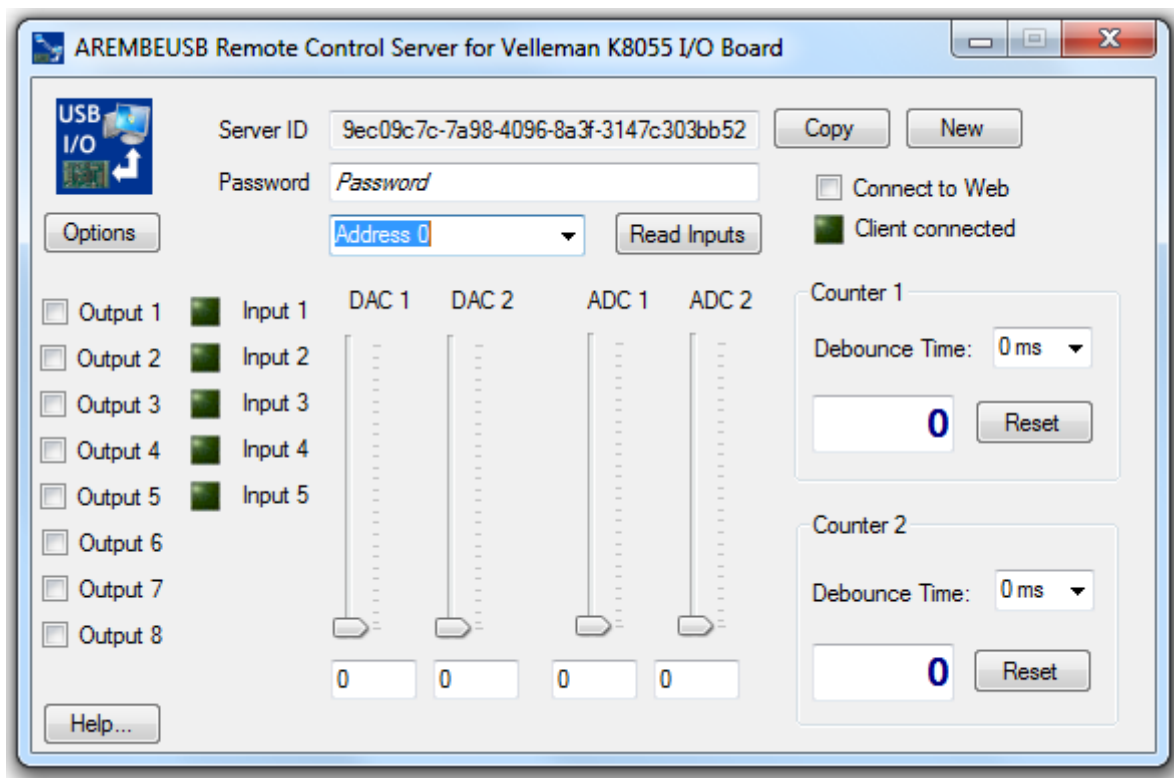 AREMBEUSB Remote Control Server for Velleman K8055 I/O Board
USB
I/O
Server ID 9ec09c7c-7a98-4096-8a3f-3147c303bb52 Copy New
Password Password Connect to Web
Options Address 0 Read Inputs Client connected
DAC 1 DAC 2 ADC 1 ADC 2 Counter 1
Output 1 Input 1
Output 2 Input 2 Debounce Time: 0 ms
Output 3 Input 3
Output 4 Input 4 0 Reset
Output 5 Input 5
Counter 2
Output 6
Output 7 Debounce Time: 0 ms
Output 8
0 0 0 0 0 Reset
Help...